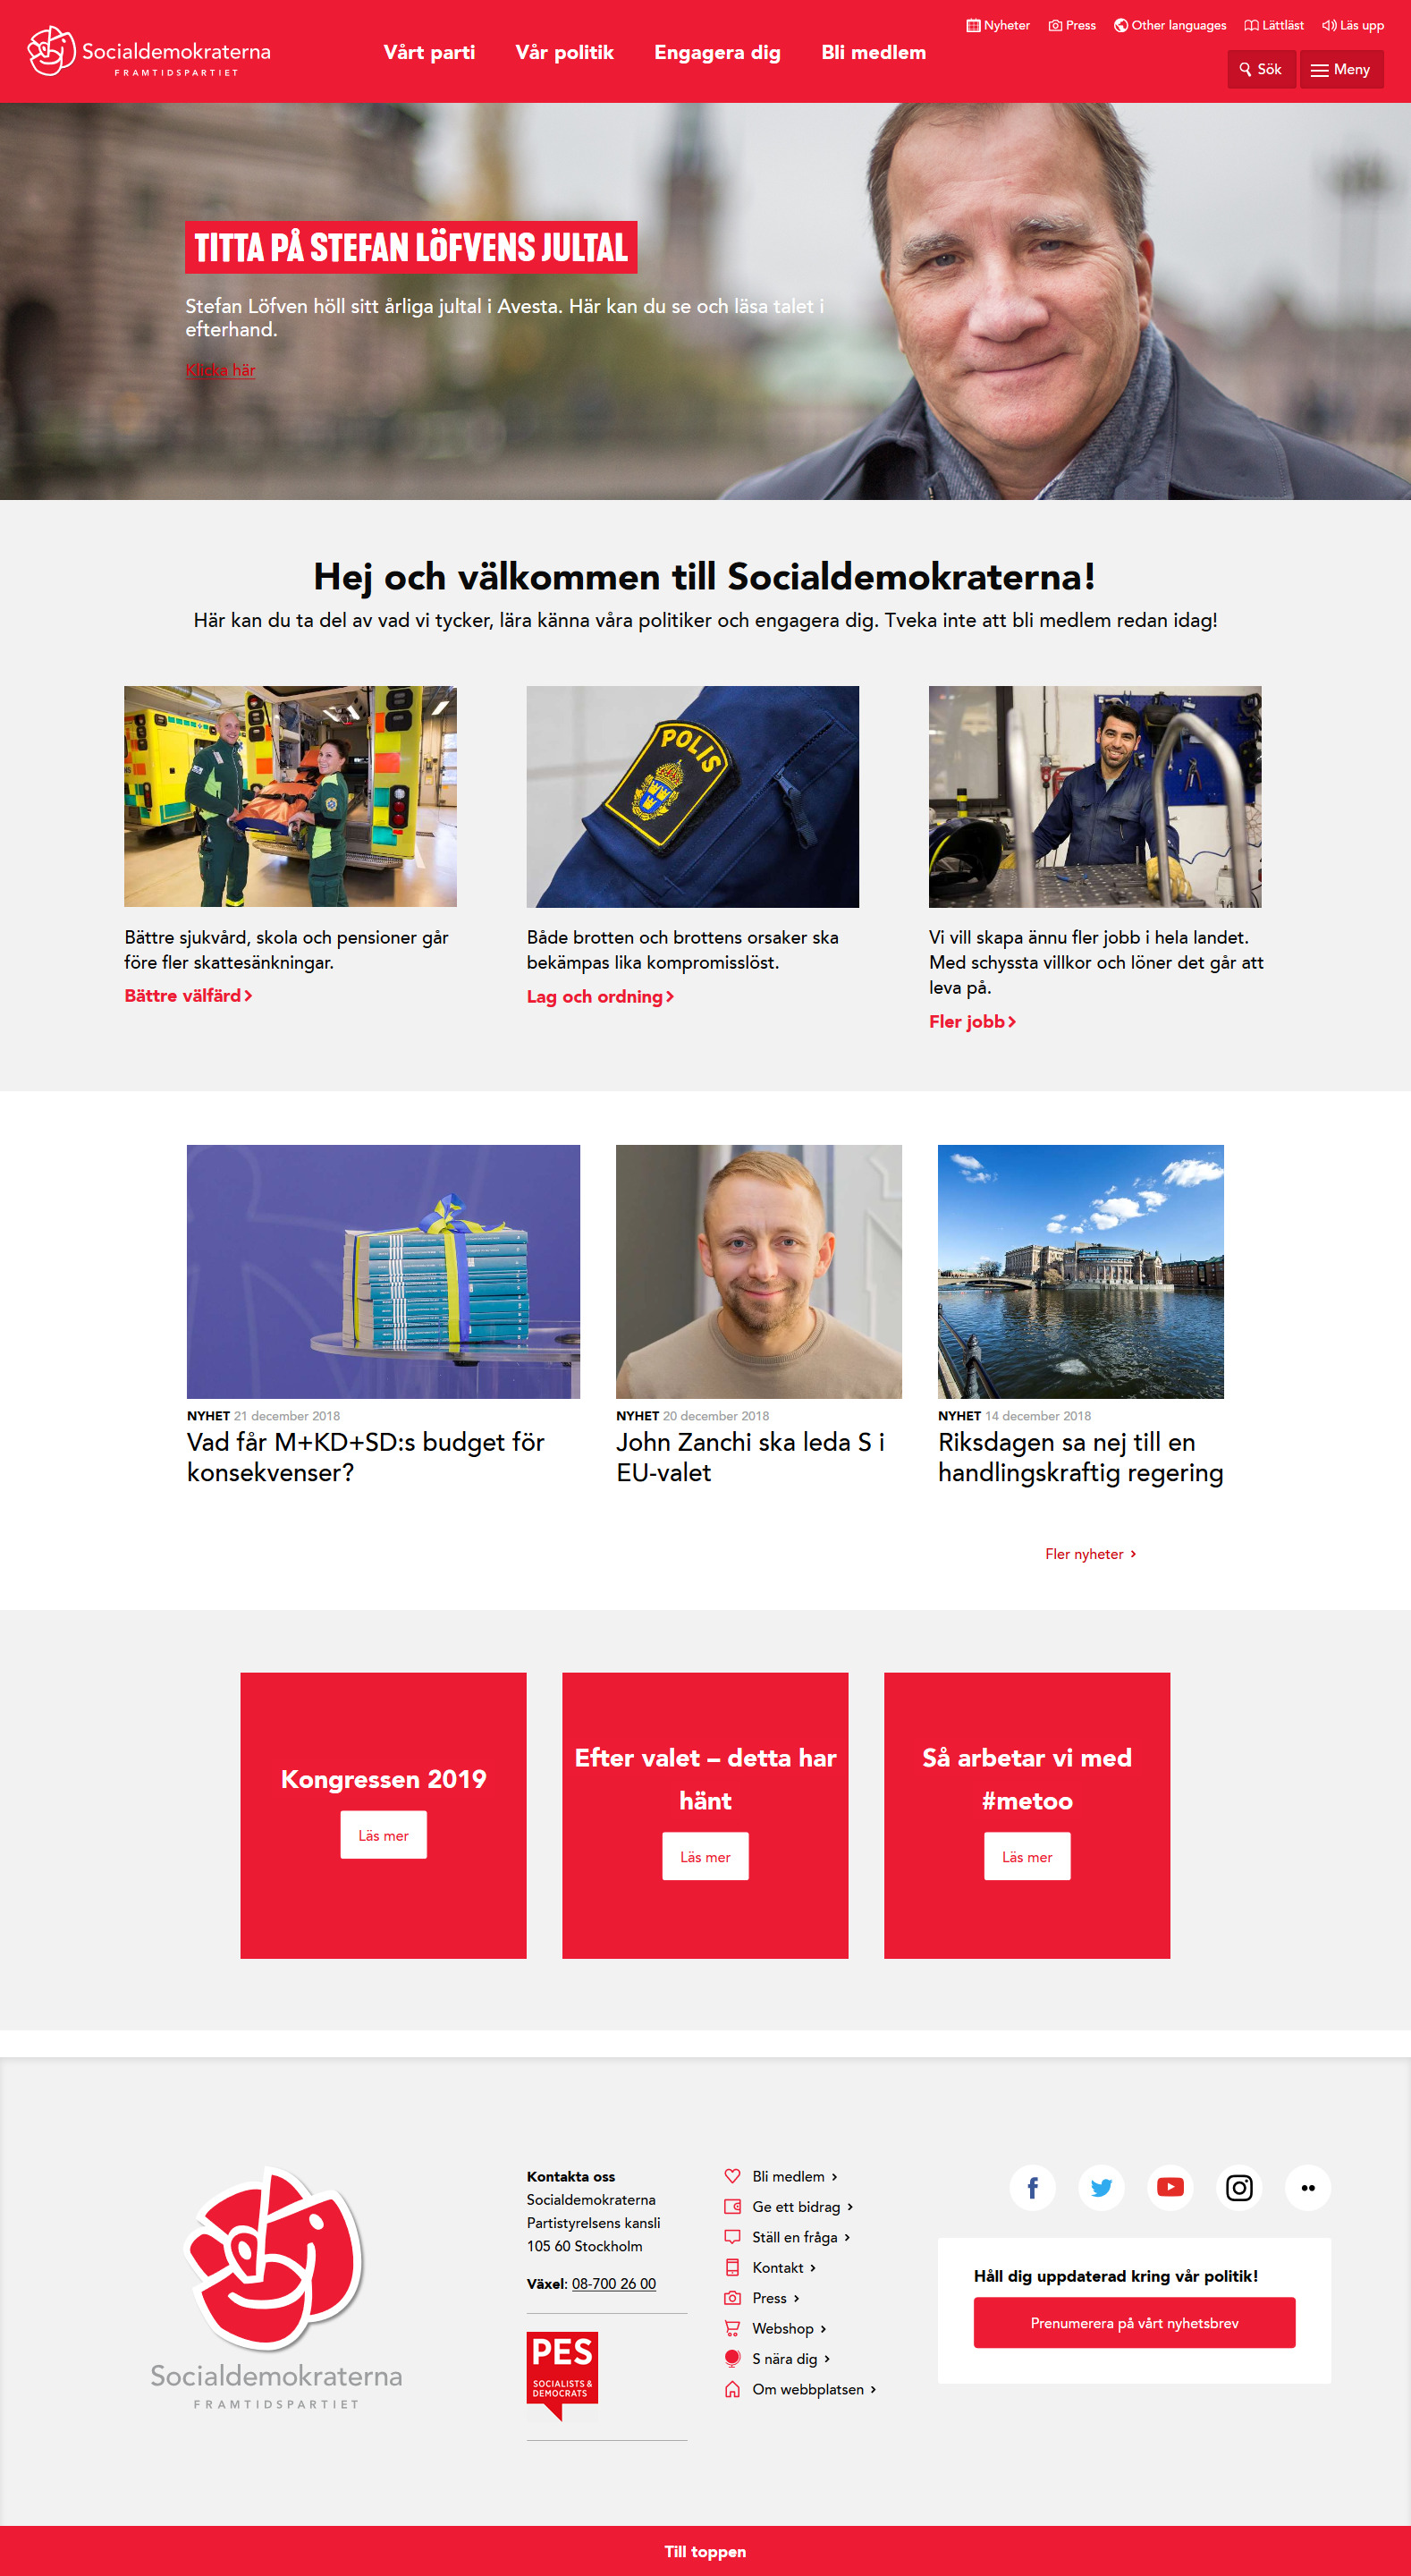 Socialdemokraterna
FRAMTIDSPARTIET
Vårt parti
Vår politik
Engagera dig
Bli medlem
Nyheter
Press
Other languages
Lättläst
Läs upp
Sök
Meny
TITTA PÅ STEFAN LÖFVENS JULTAL
Stefan Löfven höll sitt årliga jultal i Avesta. Här kan du se och läsa talet i
efterhand.
Klicka här
Hej och välkommen till Socialdemokraterna!
Här kan du ta del av vad vi tycker, lära känna våra politiker och engagera dig. Tveka inte att bli medlem redan idag!
POLIS
Bättre sjukvård, skola och pensioner går
före fler skattesänkningar.
Bättre välfärd
Både brotten och brottens orsaker ska
bekämpas lika kompromisslöst.
Lag och ordning
Vi vill skapa ännu fler jobb i hela landet.
Med schyssta villkor och löner det går att
leva på.
Fler jobb
NYHET 21 december 2018
Vad får M+KD+SD:s budget för
konsekvenser?
NYHET 20 december 2018
John Zanchi ska leda S i
EU-valet
NYHET 14 december 2018
Riksdagen sa nej till en
handlingskraftig regering
Fler nyheter
Kongressen 2019
Läs mer
Efter valet – detta har
hänt
Läs mer
Så arbetar vi med
#metoo
Läs mer
Socialdemokraterna
FRAMTIDSPARTIET
Kontakta oss
Socialdemokraterna
Partistyrelsens kansli
105 60 Stockholm
Växel: 08-700 26 00
PES
SOCIALISTS &
DEMOCRATS
Bli medlem
Ge ett bidrag
Ställ en fråga
Kontakt
Press
Webshop
S nära dig
Om webbplatsen
Håll dig uppdaterad kring vår politik!
Prenumerera på vårt nyhetsbrev
Till toppen